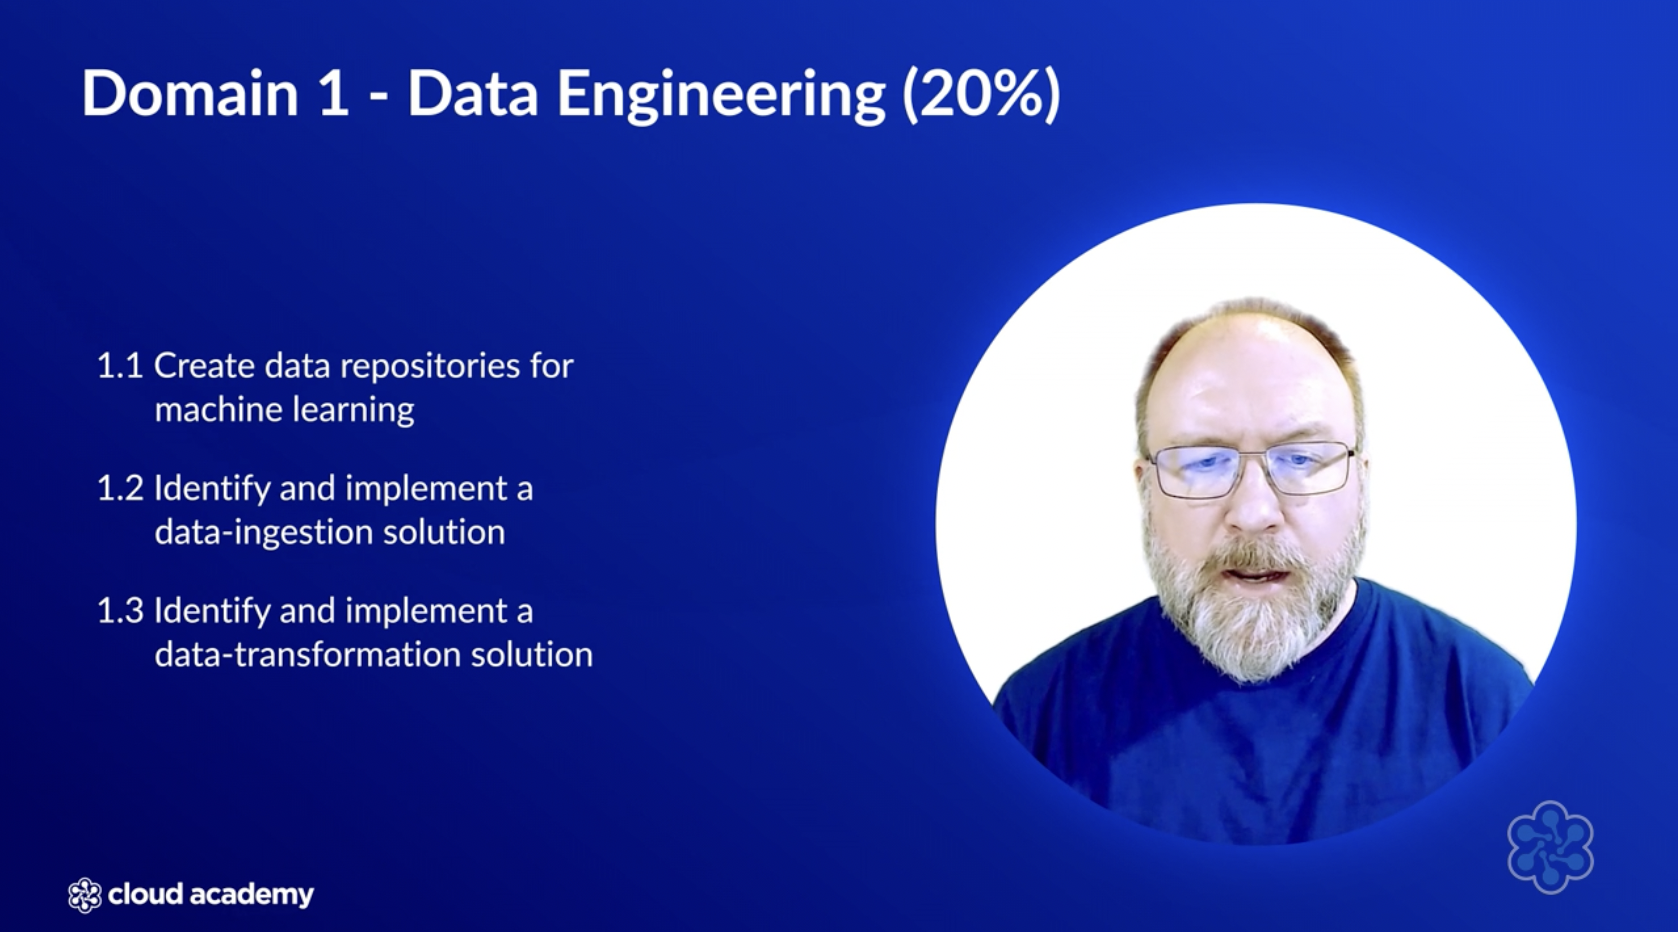 Domain 1 - Data Engineering (20%)
1.1 Create data repositories for
machine learning
1.2 Identify and implement a
data-ingestion solution
1.3 Identify and implement a
data-transformation solution
cloud academy